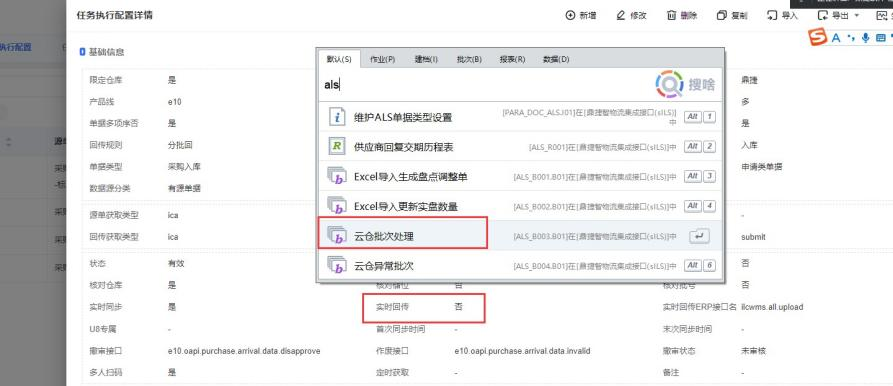 任务执行配置详情
新增 修改 删除 复制 导入 导出
执行配置
基础信息
默认(S) 作业(P) 建档(I) 批次(B) 报表(R) 数据(D)
als
搜啥
维护ALS单据类型设置 [PARA_DOC_ALS.I01]在[鼎捷智物流集成接口(sILS)]中 Alt 1
供应商回复交期历程表 [ALS_R001]在[鼎捷智物流集成接口(sILS)]中 Alt 2
Excel导入生成盘点调整单 [ALS_B001.B01]在[鼎捷智物流集成接口(sILS)]中 Alt 3
Excel导入更新实盘数量 [ALS_B002.B01]在[鼎捷智物流集成接口(sILS)]中 Alt 4
云仓批次处理 [ALS_B003.B01]在[鼎捷智物流集成接口(sILS)]中
云仓异常批次 [ALS_B004.B01]在[鼎捷智物流集成接口(sILS)]中 Alt 6
限定仓库 是 鼎捷
产品线 e10 多
单据多项序否 是 是
回传规则 分批回 入库
单据类型 采购入库 申请类单据
数据源分类 有源单据
源单获取类型 ica -
回传获取类型 ica submit
状态 有效 否
核对仓库 是 核对储位 否 核对批号 否
实时同步 是 实时回传 否 实时回传ERP接口名 ilcwms.all.upload
U8专属 - 首次同步时间 - 末次同步时间 -
撤审接口 e10.oapi.purchase.arrival.data.disapprove 作废接口 e10.oapi.purchase.arrival.data.invalid 撤审状态 未审核
多人扫码 是 定时获取 - 备注 -